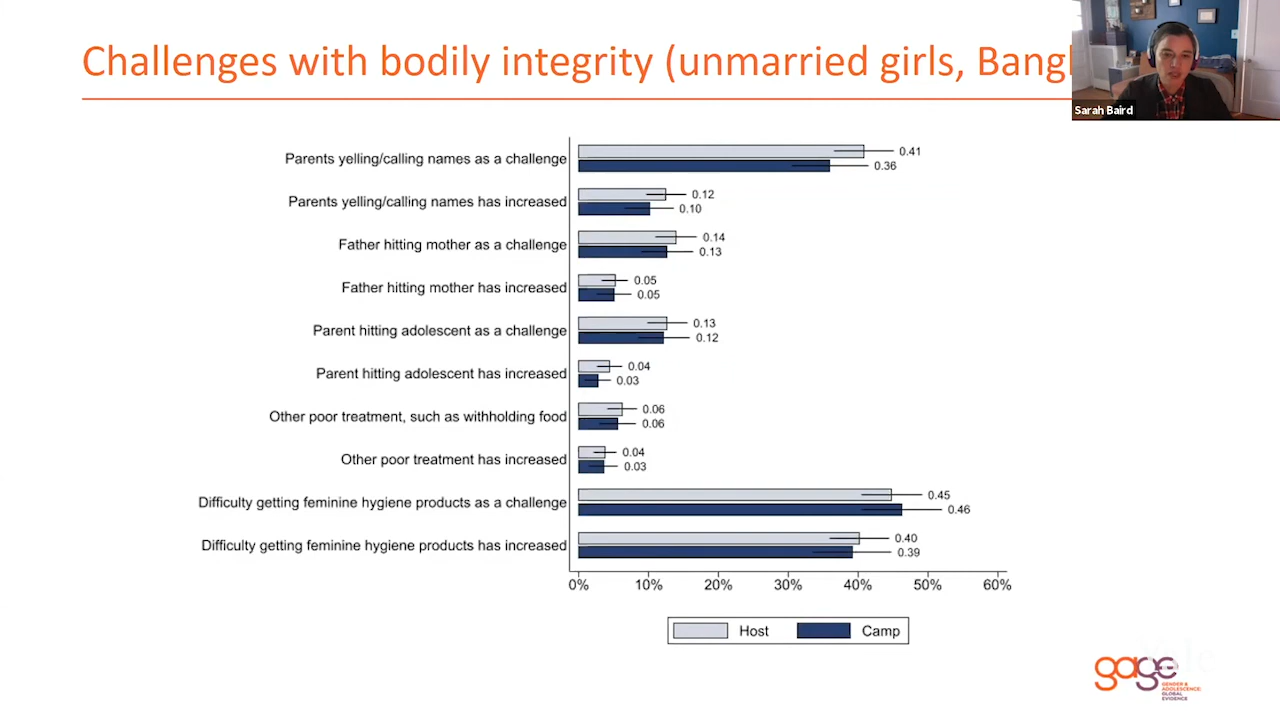 Challenges with bodily integrity (unmarried girls, Bangl
Sarah Baird
Parents yelling/calling names as a challenge
0.41
0.36
Parents yelling/calling names has increased
0.12
0.10
Father hitting mother as a challenge
0.14
0.13
Father hitting mother has increased
0.05
0.05
Parent hitting adolescent as a challenge
0.13
0.12
Parent hitting adolescent has increased
0.04
0.03
Other poor treatment, such as withholding food
0.06
0.06
Other poor treatment has increased
0.04
0.03
Difficulty getting feminine hygiene products as a challenge
0.45
0.46
Difficulty getting feminine hygiene products has increased
0.40
0.39
0% 10% 20% 30% 40% 50% 60%
Host Camp
gage
GENDER &
ADOLESCENCE:
GLOBAL
EVIDENCE